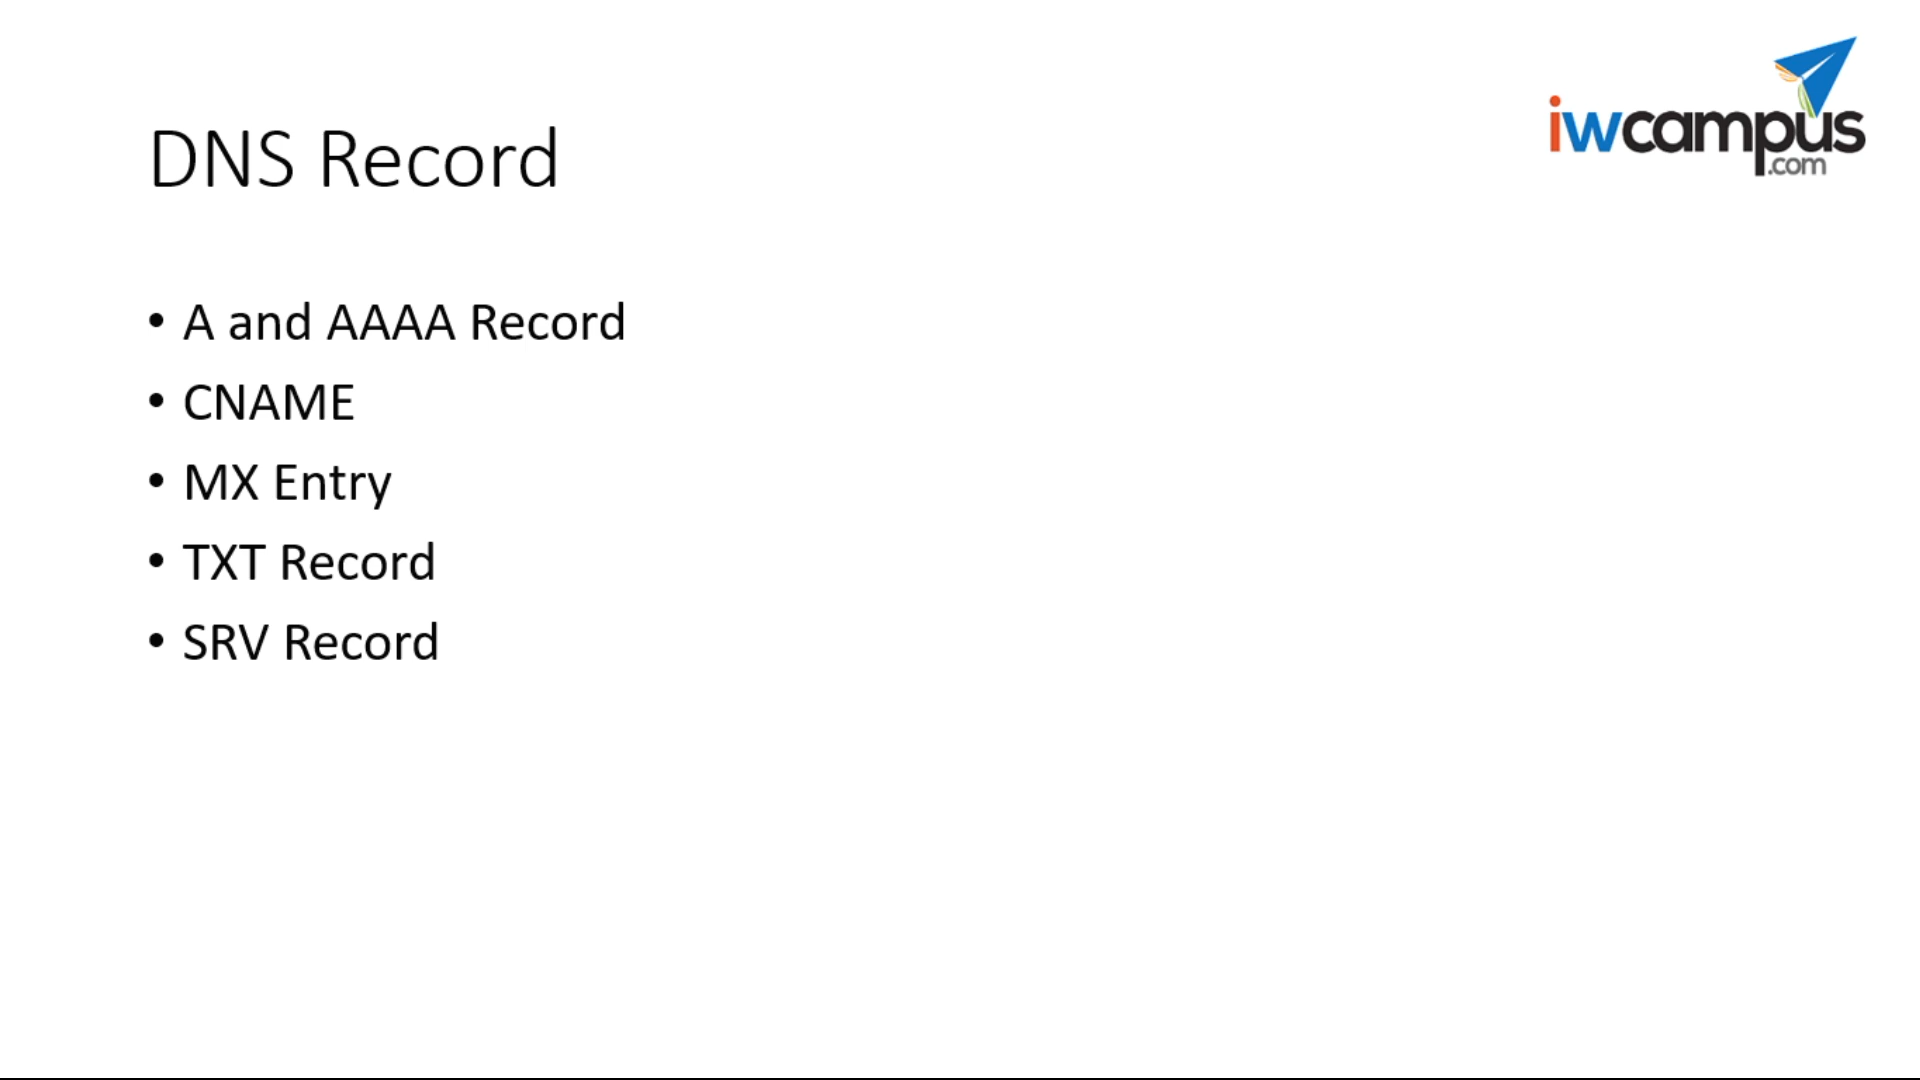 iwcampus
.com
DNS Record
• A and AAAA Record
• CNAME
• MX Entry
• TXT Record
• SRV Record